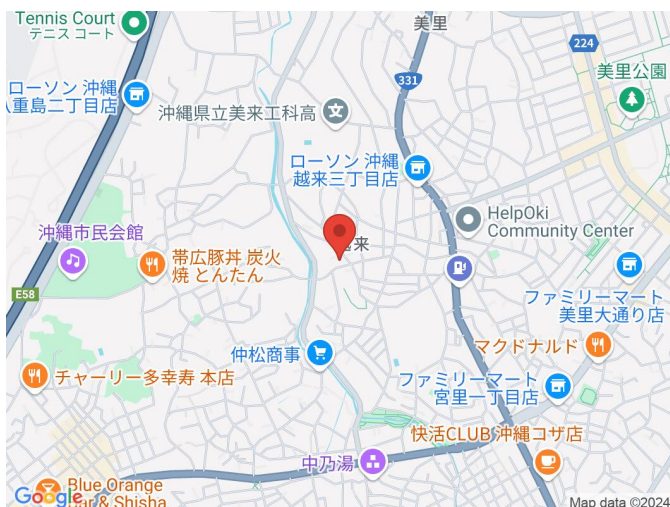 Tennis Court
テニス コート
美里
224
331
美里公園
ローソン 沖縄
八重島二丁目店
沖縄県立美来工科高
ローソン 沖縄
越来三丁目店
HelpOki
Community Center
沖縄市民会館
帯広豚丼 炭火
焼 とんたん
E58
ファミリーマート
美里大通り店
マクドナルド
仲松商事
チャーリー多幸寿 本店
ファミリーマート
宮里一丁目店
快活CLUB 沖縄コザ店
中乃湯
Blue Orange
Bar & Shisha
Google
Map data ©2024